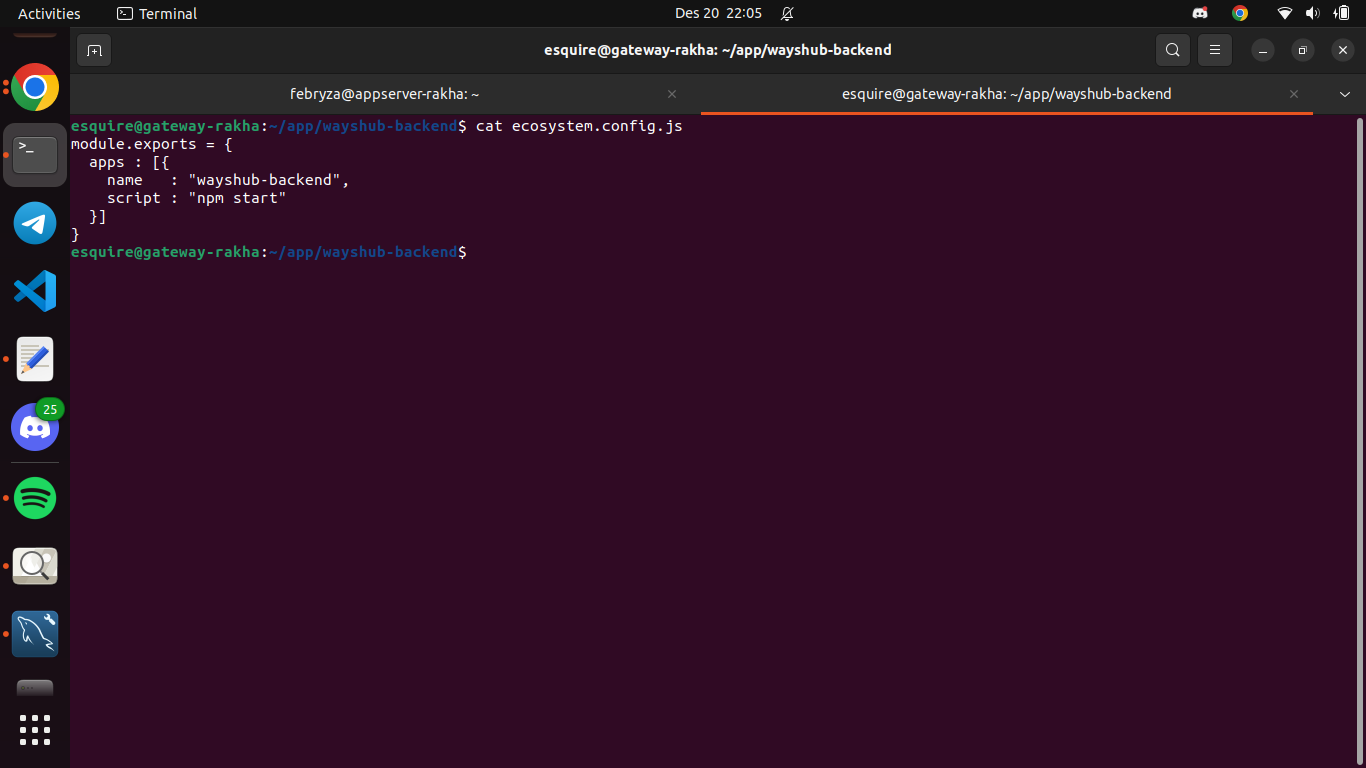 Activities
Terminal
Des 20 22:05
esquire@gateway-rakha: ~/app/wayshub-backend
febryza@appserver-rakha: ~
esquire@gateway-rakha: ~/app/wayshub-backend
esquire@gateway-rakha:~/app/wayshub-backend$ cat ecosystem.config.js
module.exports = {
  apps : [{
    name   : "wayshub-backend",
    script : "npm start"
  }]
}
esquire@gateway-rakha:~/app/wayshub-backend$
>_
25